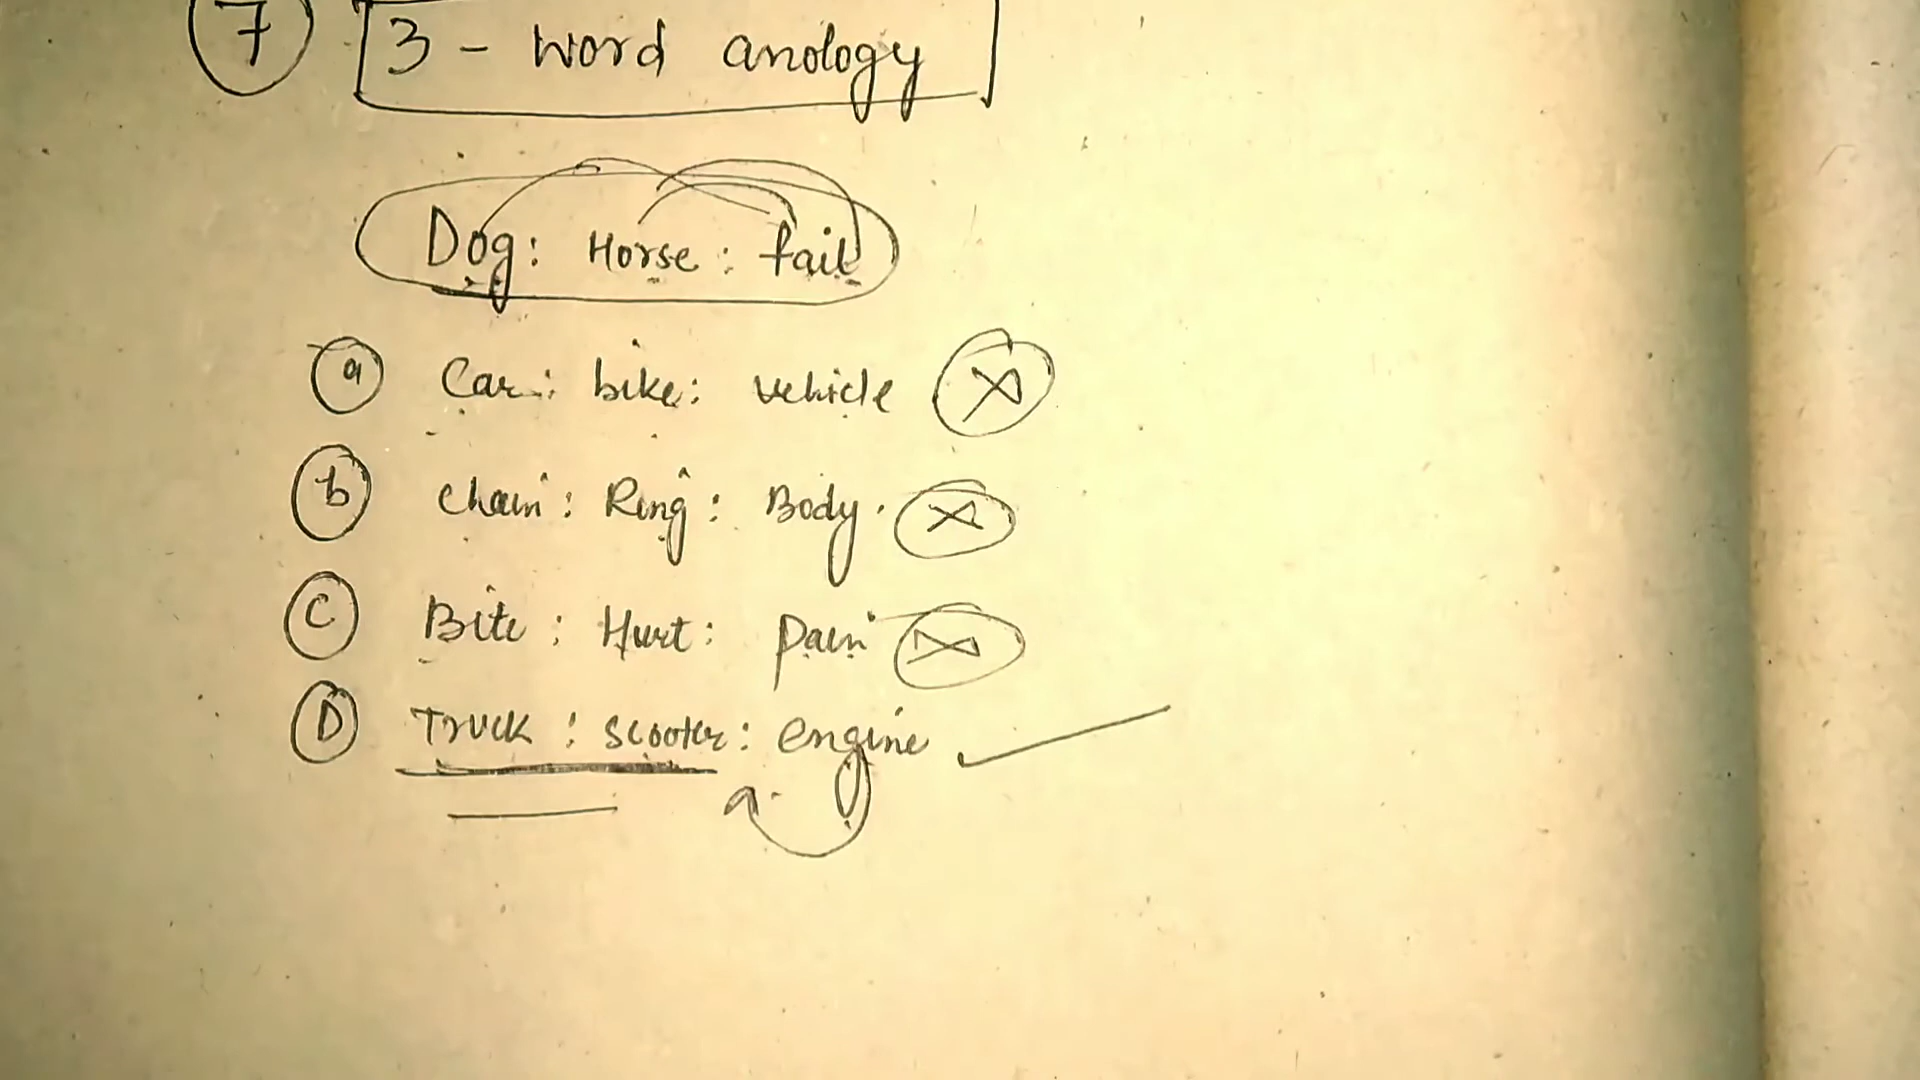 7 3 - word anology
Dog: Horse: tail
a Car: bike: vehicle
b chain: Ring: Body.
C Bite: Hurt: pain
D Truck: scooter: engine